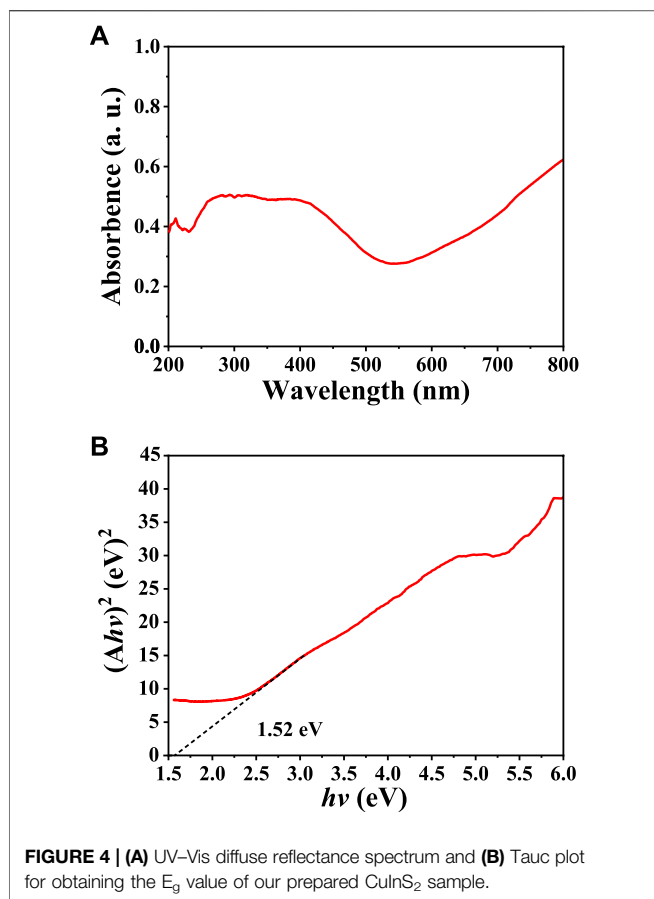 A
1.0
0.8
0.6
0.4
0.2
0.0
Absorbence (a. u.)
200 300 400 500 600 700 800
Wavelength (nm)
B
45
40
35
30
25
20
15
10
5
0
(Ahν)² (eV)²
1.52 eV
1.5 2.0 2.5 3.0 3.5 4.0 4.5 5.0 5.5 6.0
hν (eV)
FIGURE 4 | (A) UV–Vis diffuse reflectance spectrum and (B) Tauc plot
for obtaining the E₉ value of our prepared CuInS₂ sample.